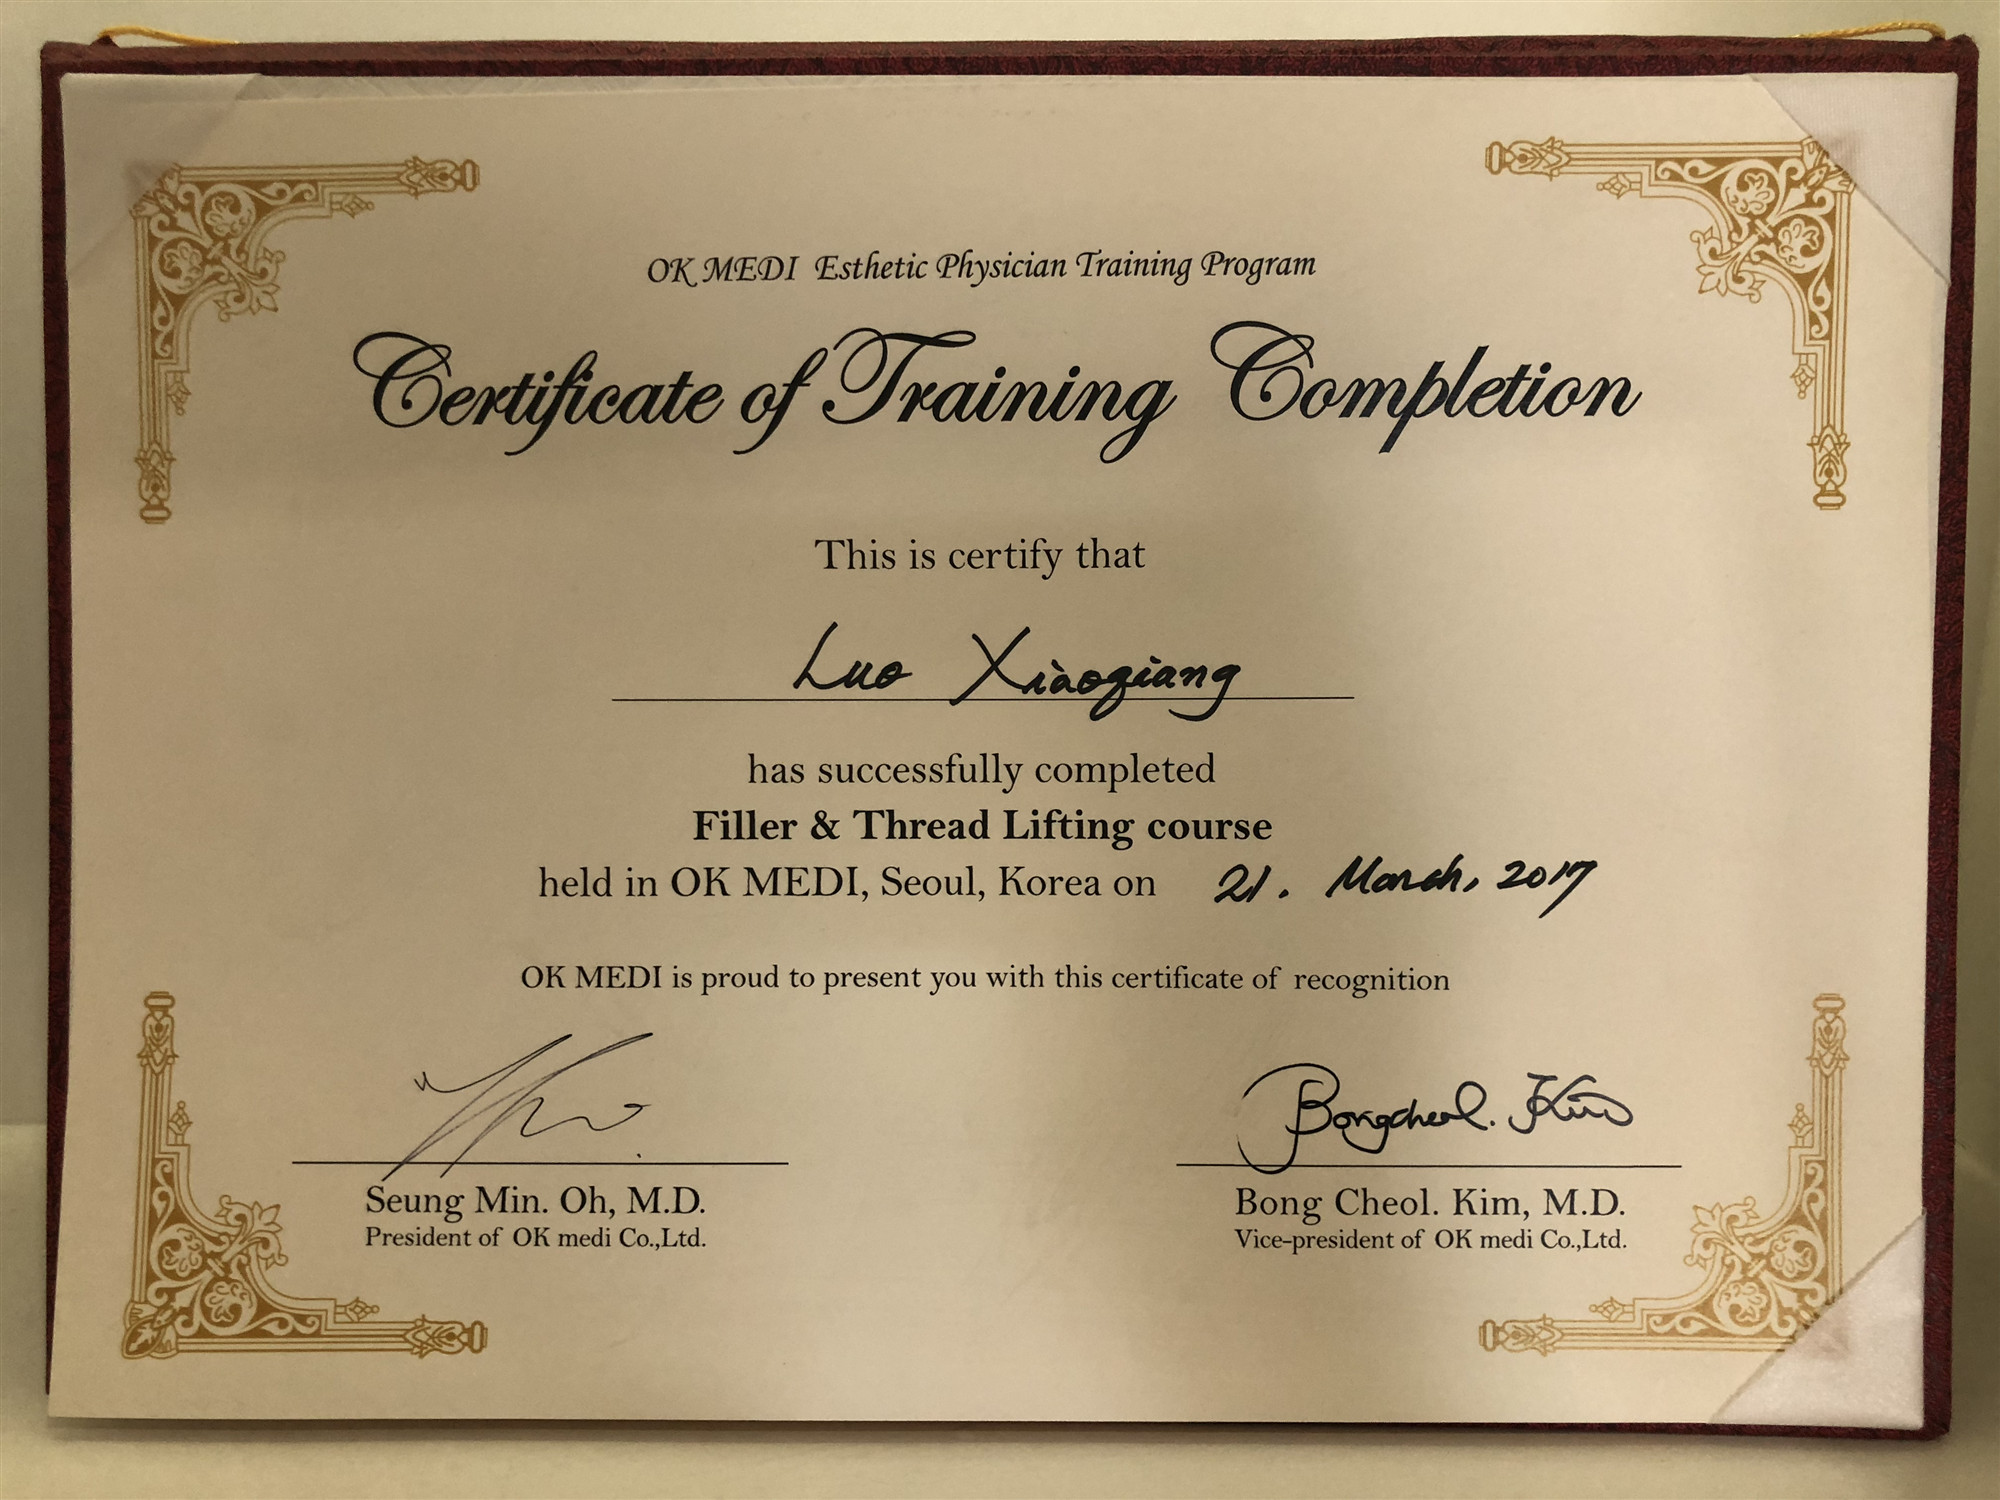 OK MEDI Esthetic Physician Training Program
Certificate of Training Completion
This is certify that
Luo Xiaoqiang
has successfully completed
Filler & Thread Lifting course
held in OK MEDI, Seoul, Korea on 21. March, 2017
OK MEDI is proud to present you with this certificate of recognition
Bongcheol. Kim
Seung Min. Oh, M.D.
President of OK medi Co.,Ltd.
Bong Cheol. Kim, M.D.
Vice-president of OK medi Co.,Ltd.